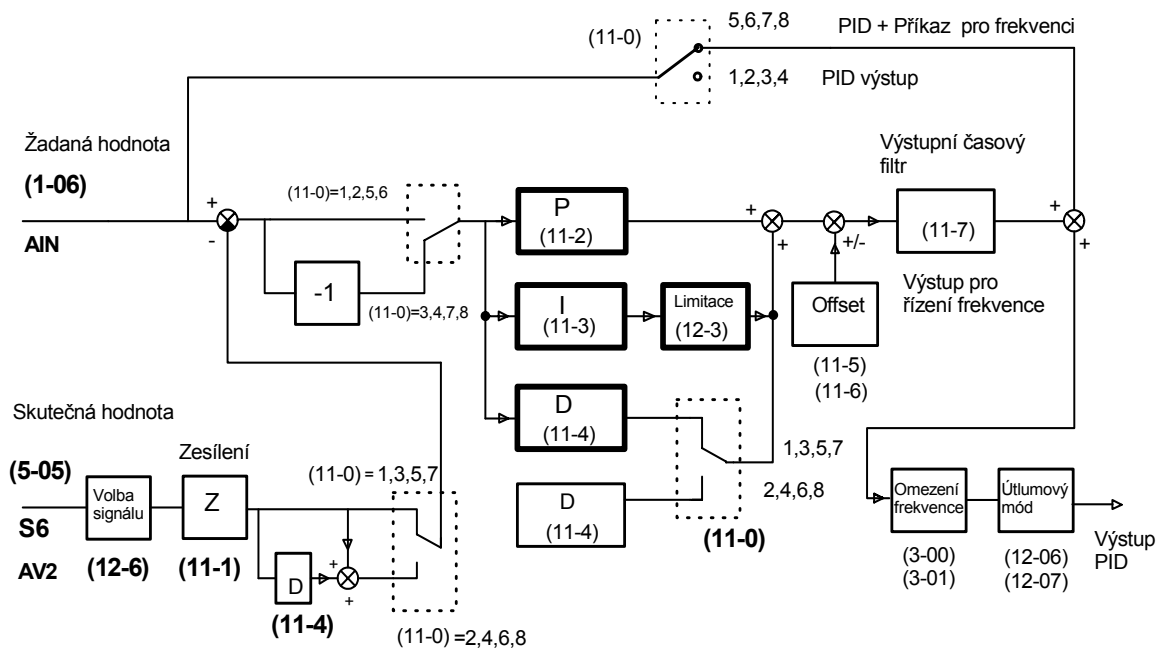 5,6,7,8
PID + Příkaz pro frekvenci
(11-0)
1,2,3,4
PID výstup
Žadaná hodnota
(1-06)
AIN
+
-
(11-0)=1,2,5,6
-1
(11-0)=3,4,7,8
P
(11-2)
I
(11-3)
Limitace
(12-3)
D
(11-4)
D
(11-4)
+
+
+/-
Offset
(11-5)
(11-6)
Výstupní časový
filtr
(11-7)
Výstup pro
řízení frekvence
+
+
1,3,5,7
2,4,6,8
(11-0)
Skutečná hodnota
(5-05)
S6
AV2
Volba
signálu
(12-6)
Zesílení
Z
(11-1)
D
(11-4)
+
+
(11-0) = 1,3,5,7
(11-0) =2,4,6,8
Omezení
frekvence
(3-00)
(3-01)
Útlumový
mód
(12-06)
(12-07)
Výstup
PID